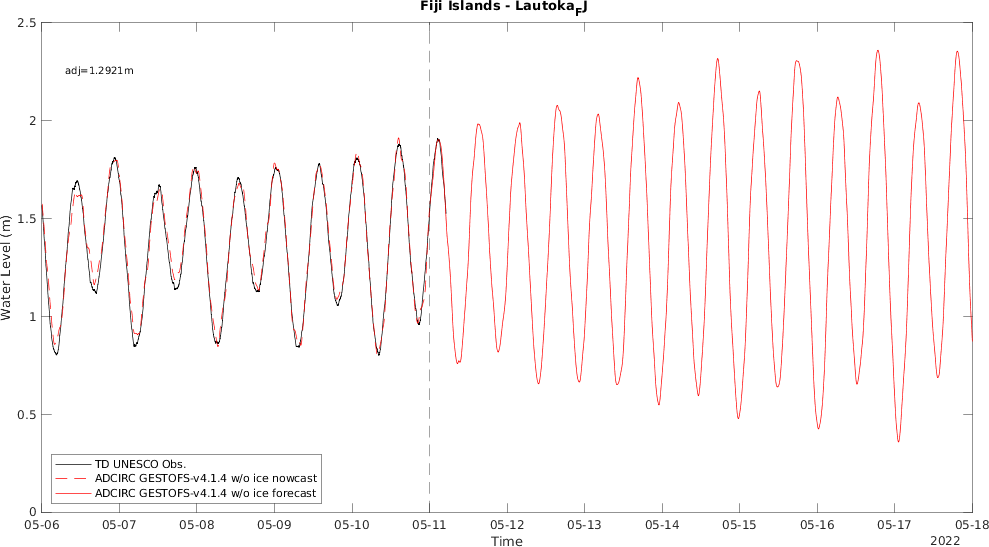 Fiji Islands - Lautoka_FJ
adj=1.2921m
2.5
2
1.5
1
0.5
0
Water Level (m)
TD UNESCO Obs.
ADCIRC GESTOFS-v4.1.4 w/o ice nowcast
ADCIRC GESTOFS-v4.1.4 w/o ice forecast
05-06 05-07 05-08 05-09 05-10 05-11 05-12 05-13 05-14 05-15 05-16 05-17 05-18
Time
2022